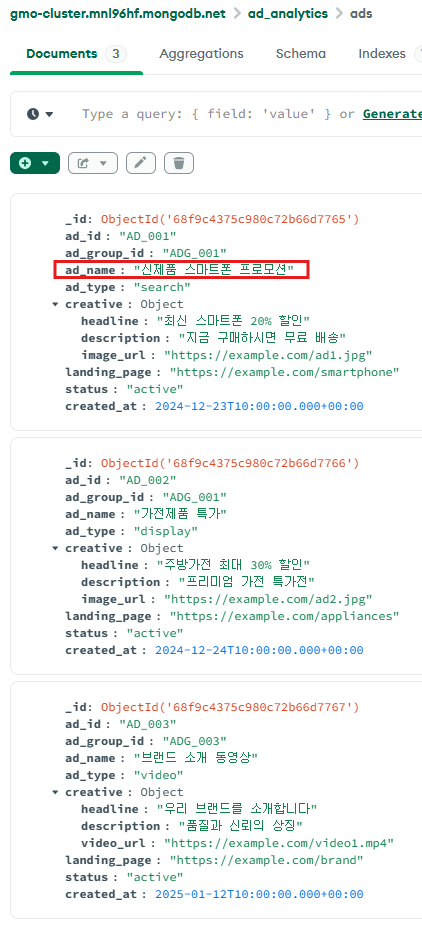 gmo-cluster.mnl96hf.mongodb.net > ad_analytics > ads
Documents 3 Aggregations Schema Indexes
Type a query: { field: 'value' } or Generate
_id: ObjectId('68f9c4375c980c72b66d7765')
ad_id : "AD_001"
ad_group_id : "ADG_001"
ad_name : "신제품 스마트폰 프로모션"
ad_type : "search"
creative : Object
headline : "최신 스마트폰 20% 할인"
description : "지금 구매하시면 무료 배송"
image_url : "https://example.com/ad1.jpg"
landing_page : "https://example.com/smartphone"
status : "active"
created_at : 2024-12-23T10:00:00.000+00:00
_id: ObjectId('68f9c4375c980c72b66d7766')
ad_id : "AD_002"
ad_group_id : "ADG_001"
ad_name : "가전제품 특가"
ad_type : "display"
creative : Object
headline : "주방가전 최대 30% 할인"
description : "프리미엄 가전 특가전"
image_url : "https://example.com/ad2.jpg"
landing_page : "https://example.com/appliances"
status : "active"
created_at : 2024-12-24T10:00:00.000+00:00
_id: ObjectId('68f9c4375c980c72b66d7767')
ad_id : "AD_003"
ad_group_id : "ADG_003"
ad_name : "브랜드 소개 동영상"
ad_type : "video"
creative : Object
headline : "우리 브랜드를 소개합니다"
description : "품질과 신뢰의 상징"
video_url : "https://example.com/video1.mp4"
landing_page : "https://example.com/brand"
status : "active"
created_at : 2025-01-12T10:00:00.000+00:00